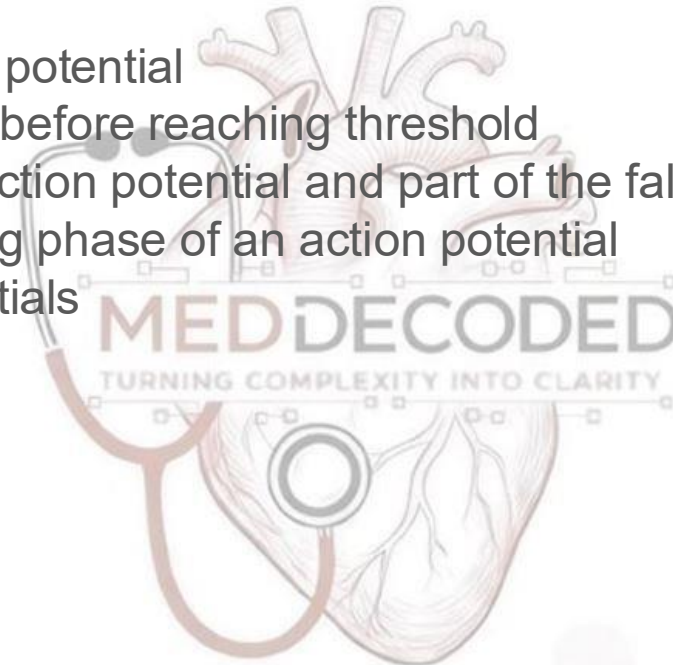 potential
before reaching threshold
ction potential and part of the fal
g phase of an action potential
tials
MEDDECODED
TURNING COMPLEXITY INTO CLARITY